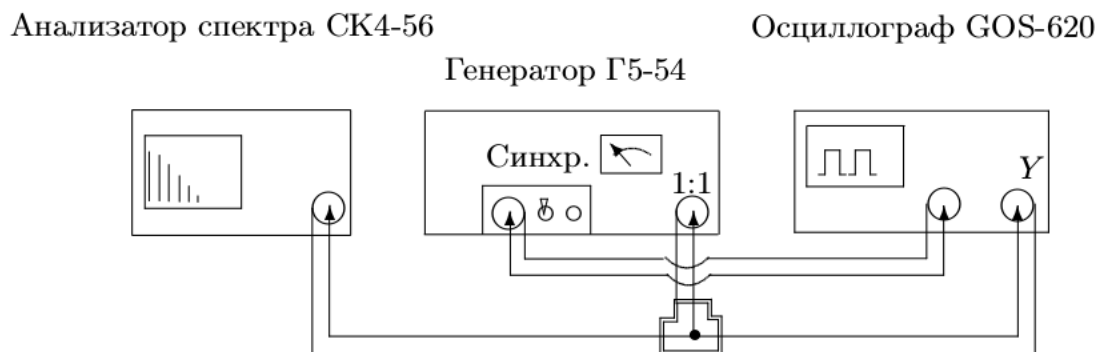 Анализатор спектра СК4-56
Осциллограф GOS-620
Генератор Г5-54
Синхр.
1:1
Y